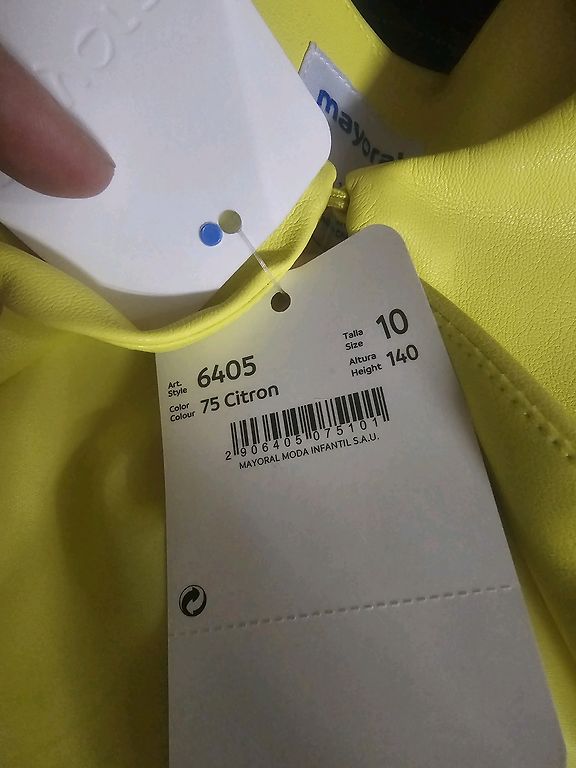 mayoral
Talla
Size 10
Art.
Style 6405
Altura
Height 140
Color
Colour 75 Citron
2 906405 075101
MAYORAL MODA INFANTIL S.A.U.